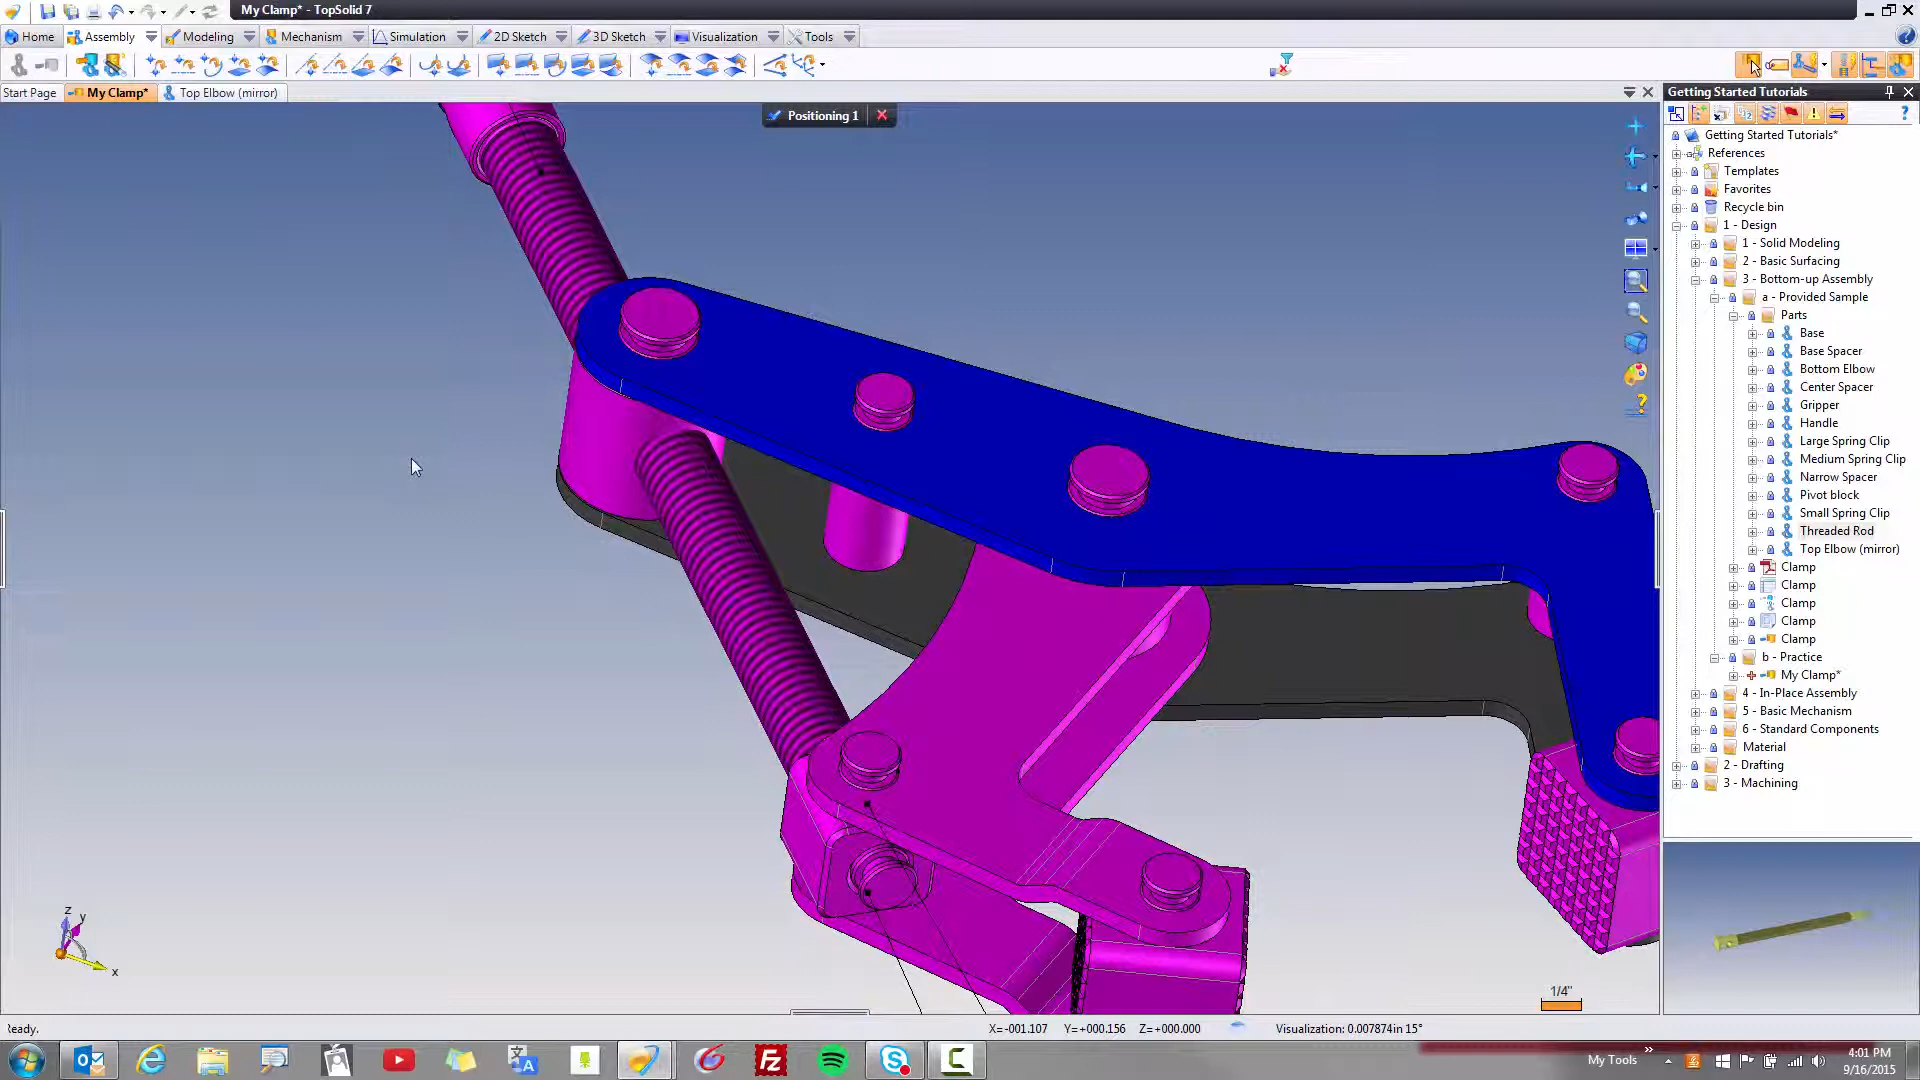 My Clamp* - TopSolid 7
Home Assembly Modeling Mechanism Simulation 2D Sketch 3D Sketch Visualization Tools
Start Page My Clamp* Top Elbow (mirror)
Positioning 1
Getting Started Tutorials
Getting Started Tutorials*
References
Templates
Favorites
Recycle bin
1 - Design
1 - Solid Modeling
2 - Basic Surfacing
3 - Bottom-up Assembly
a - Provided Sample
Parts
Base
Base Spacer
Bottom Elbow
Center Spacer
Gripper
Handle
Large Spring Clip
Medium Spring Clip
Narrow Spacer
Pivot block
Small Spring Clip
Threaded Rod
Top Elbow (mirror)
Clamp
Clamp
Clamp
Clamp
Clamp
b - Practice
My Clamp*
4 - In-Place Assembly
5 - Basic Mechanism
6 - Standard Components
Material
2 - Drafting
3 - Machining
z
y
x
1/4"
Ready.
X=-001.107 Y=+000.156 Z=+000.000 Visualization: 0.007874in 15°
My Tools
4:01 PM
9/16/2015